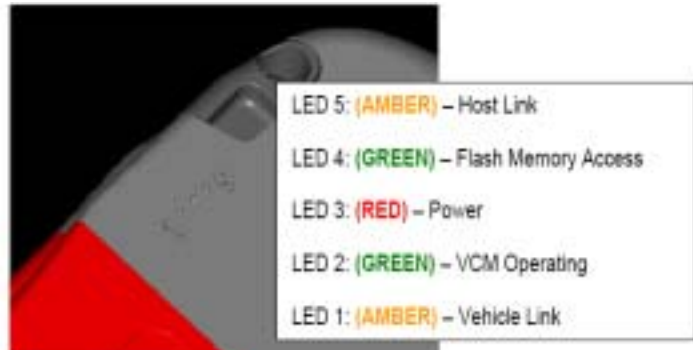 LED 5: (AMBER) – Host Link
LED 4: (GREEN) – Flash Memory Access
LED 3: (RED) – Power
LED 2: (GREEN) – VCM Operating
LED 1: (AMBER) – Vehicle Link